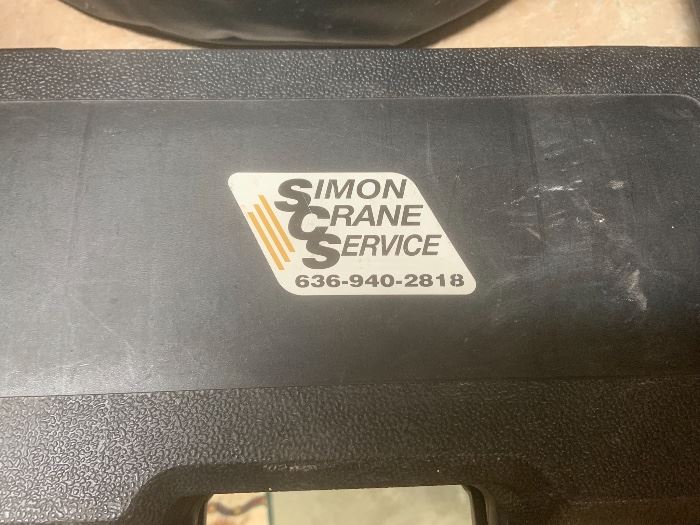 SIMON
CRANE
SERVICE
636-940-2818